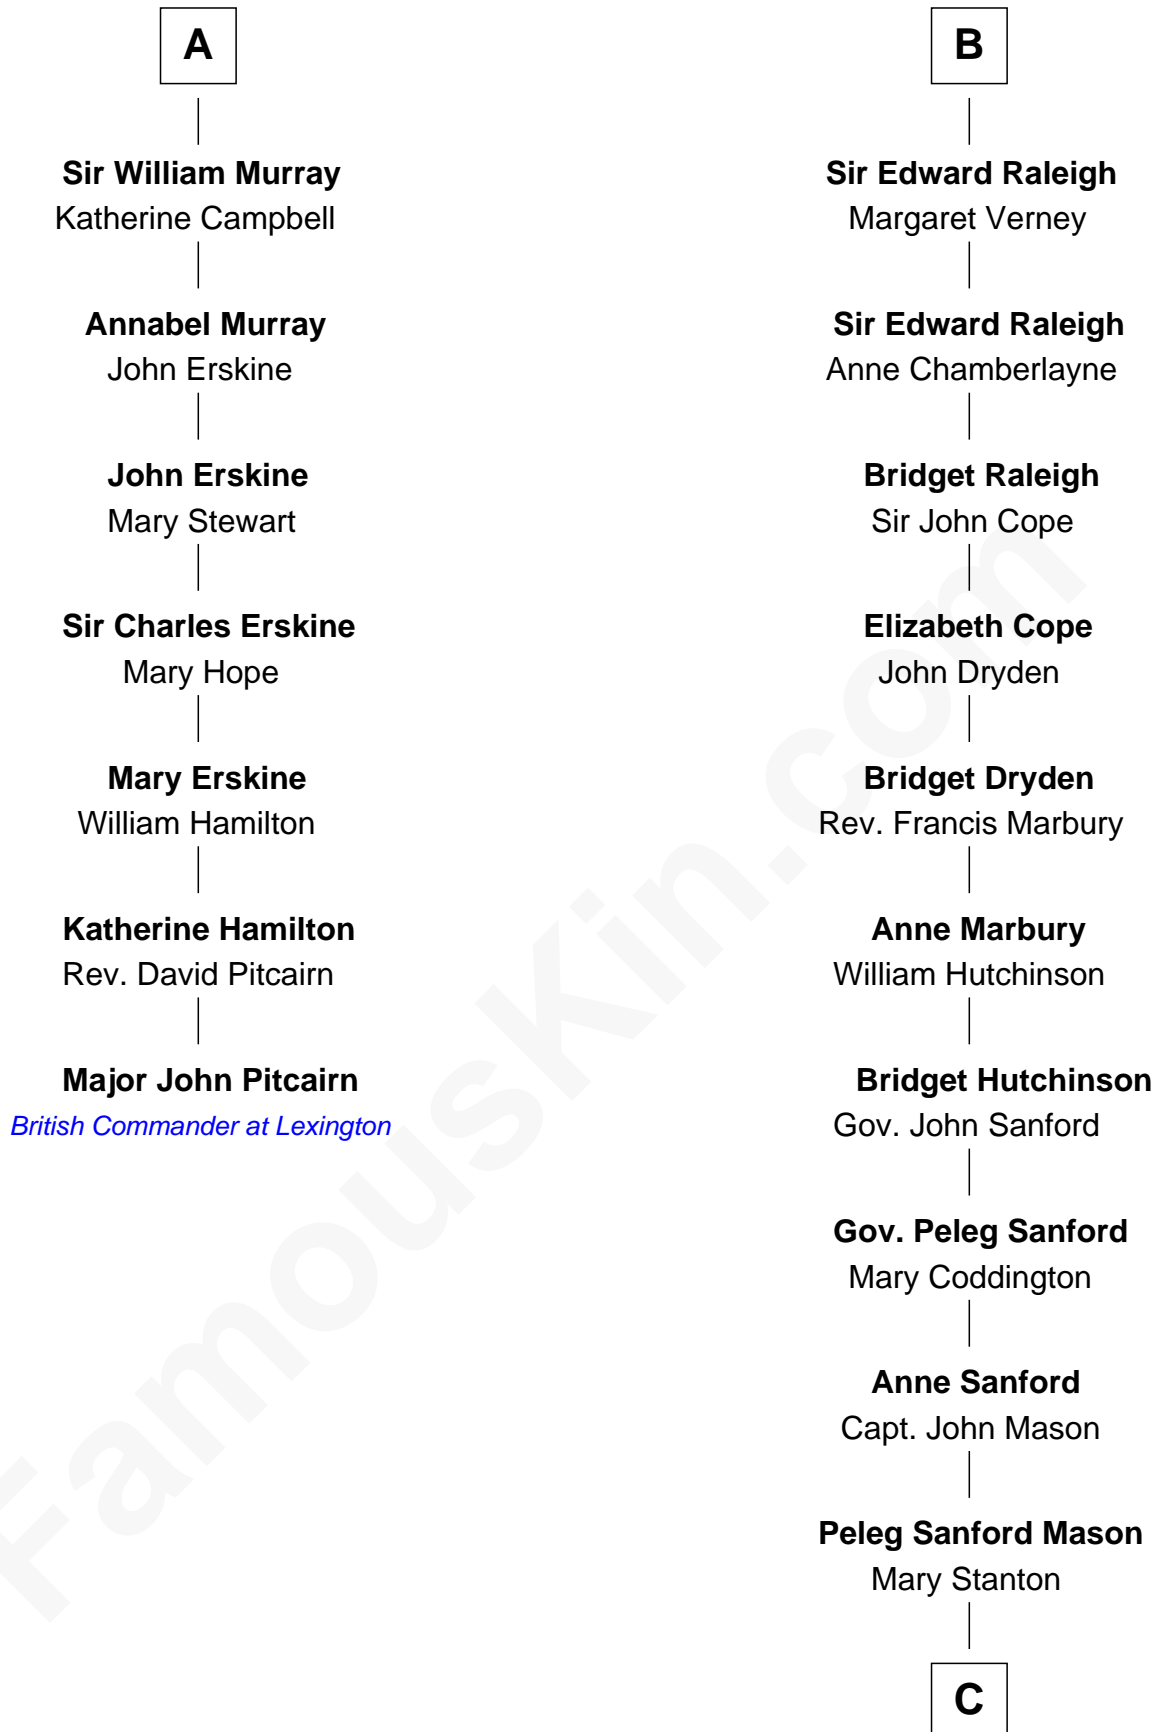 A
Sir William Murray
Katherine Campbell
Annabel Murray
John Erskine
John Erskine
Mary Stewart
Sir Charles Erskine
Mary Hope
Mary Erskine
William Hamilton
Katherine Hamilton
Rev. David Pitcairn
Major John Pitcairn
British Commander at Lexington
B
Sir Edward Raleigh
Margaret Verney
Sir Edward Raleigh
Anne Chamberlayne
Bridget Raleigh
Sir John Cope
Elizabeth Cope
John Dryden
Bridget Dryden
Rev. Francis Marbury
Anne Marbury
William Hutchinson
Bridget Hutchinson
Gov. John Sanford
Gov. Peleg Sanford
Mary Coddington
Anne Sanford
Capt. John Mason
Peleg Sanford Mason
Mary Stanton
C
FamousKin.com